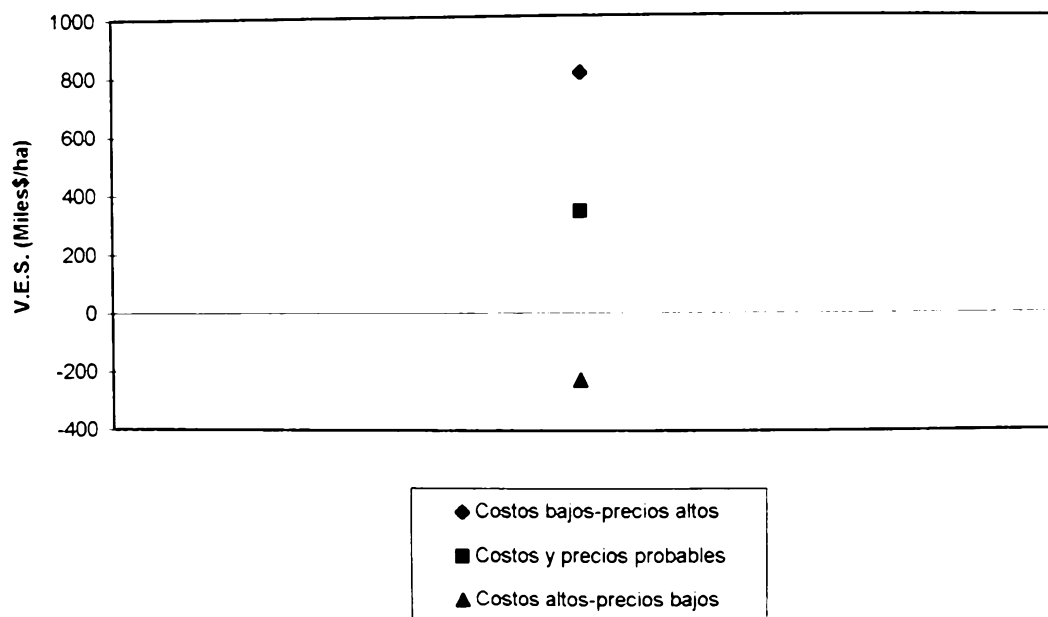 1000
800
600
400
200
0
-200
-400
V.E.S. (Miles$/ha)
Costos bajos-precios altos
Costos y precios probables
Costos altos-precios bajos